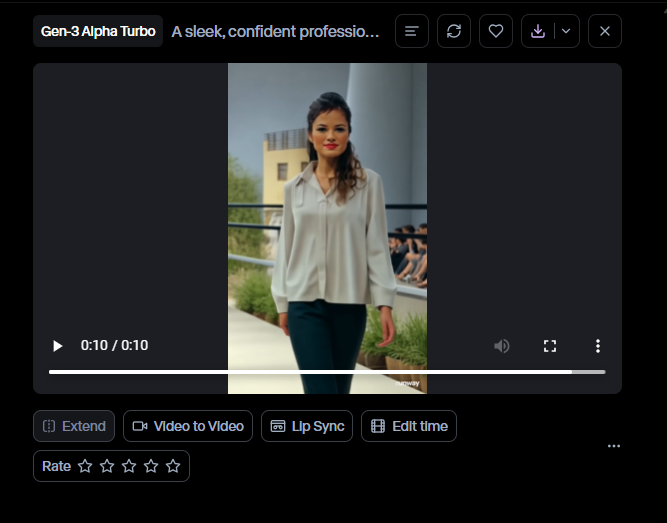 Gen-3 Alpha Turbo A sleek, confident professio...
0:10 / 0:10
runway
Extend Video to Video Lip Sync Edit time
Rate